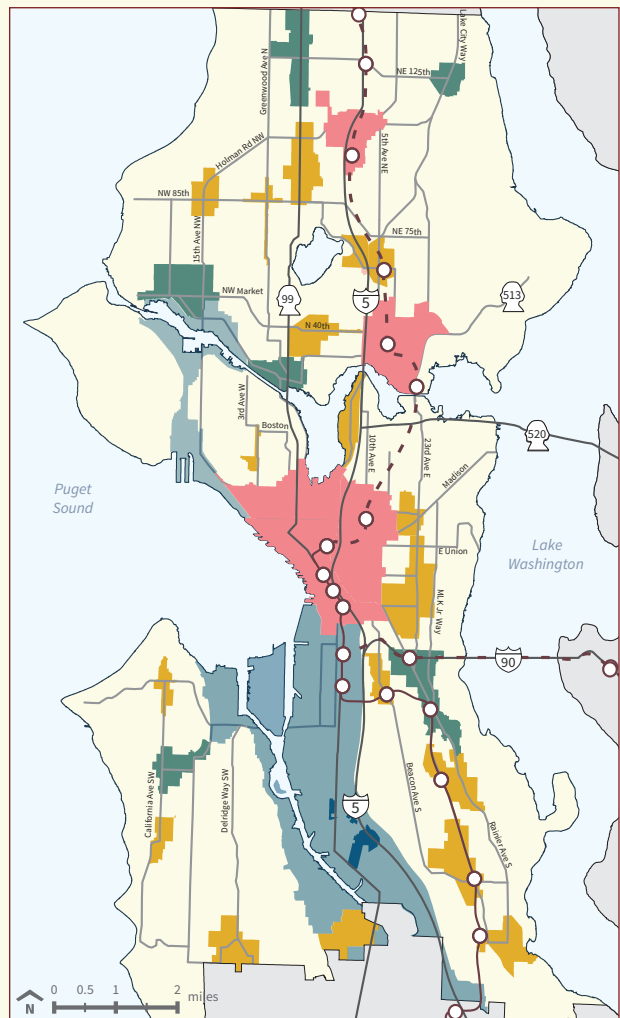 Lake City Way
Greenwood Ave N
NE 125th
Holman Rd NW
5th Ave NE
NW 85th
15th Ave NW
NE 75th
NW Market
99
5
513
N 40th
3rd Ave W
Boston
10th Ave E
23rd Ave E
520
Madison
Puget
Sound
E Union
Lake
Washington
MLK Jr Way
90
California Ave SW
Delridge Way SW
5
Beacon Ave S
Rainier Ave S
N
0 0.5 1 2 miles